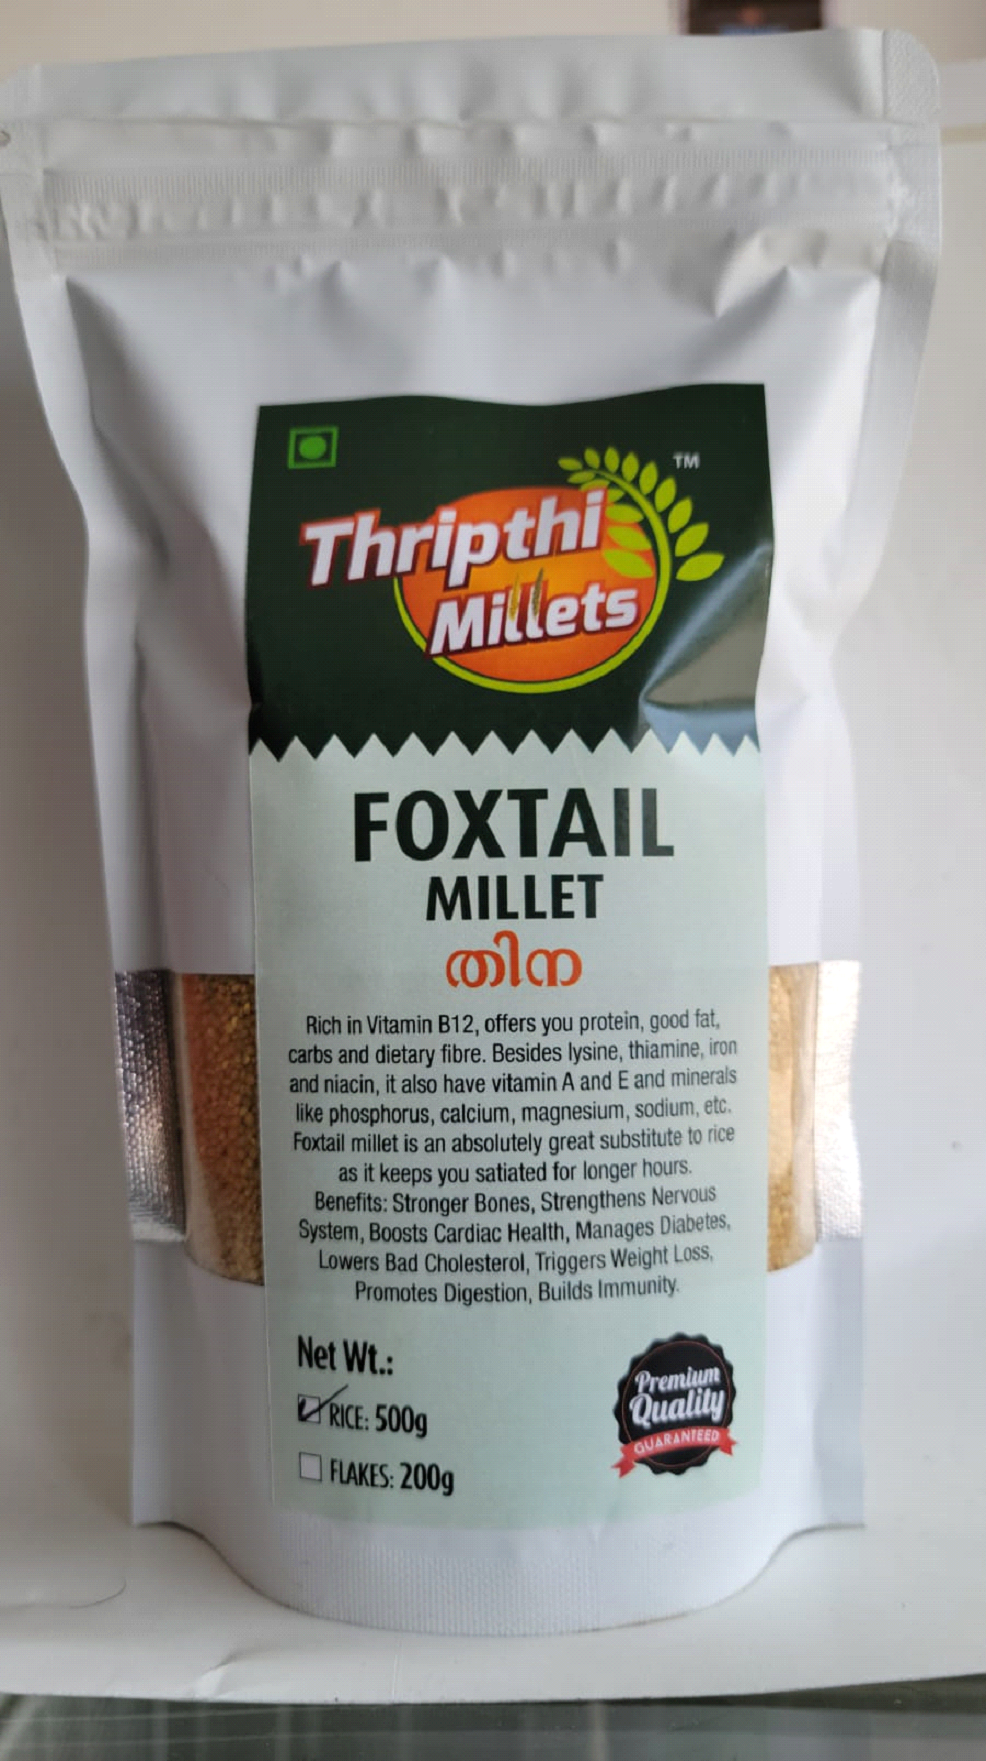 Thripthi
TM
Millets
FOXTAIL
MILLET
തിന
Rich in Vitamin B12, offers you protein, good fat,
carbs and dietary fibre. Besides lysine, thiamine, iron
and niacin, it also have vitamin A and E and minerals
like phosphorus, calcium, magnesium, sodium, etc.
Foxtail millet is an absolutely great substitute to rice
as it keeps you satiated for longer hours.
Benefits: Stronger Bones, Strengthens Nervous
System, Boosts Cardiac Health, Manages Diabetes,
Lowers Bad Cholesterol, Triggers Weight Loss,
Promotes Digestion, Builds Immunity.
Net Wt.:
RICE: 500g
FLAKES: 200g
Premium
Quality
GUARANTEED